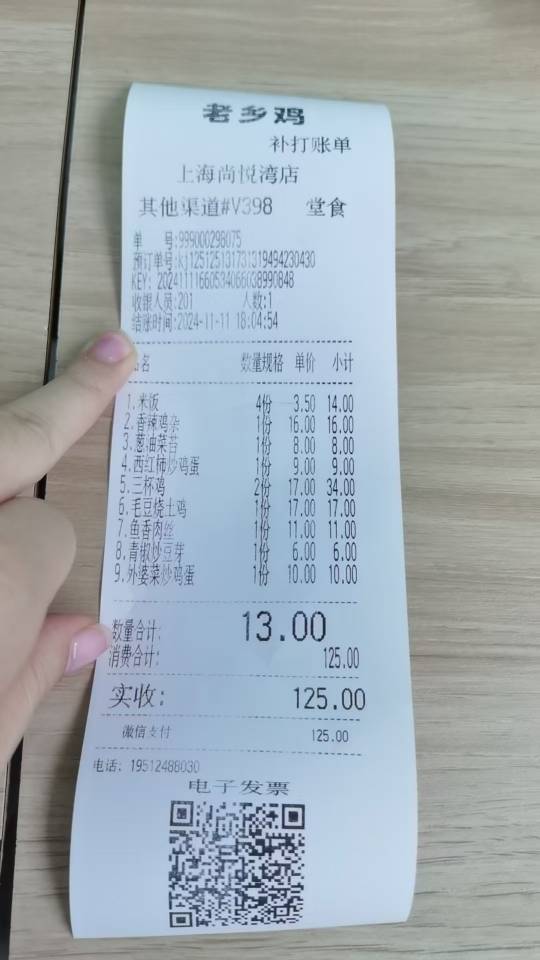 老乡鸡
补打账单
上海尚悦湾店
其他渠道#V398 堂食
单 号:999000298075
预订单号:kj125125131731319494230430
KEY: 20241111660534066038990848
收银人员:201 人数:1
结账时间:2024-11-11 18:04:54
名 数量规格 单价 小计
1.米饭 4份 3.50 14.00
2.香辣鸡杂 1份 16.00 16.00
3.葱油菜苔 1份 8.00 8.00
4.西红柿炒鸡蛋 1份 9.00 9.00
5.三杯鸡 2份 17.00 34.00
6.毛豆烧土鸡 1份 17.00 17.00
7.鱼香肉丝 1份 11.00 11.00
8.青椒炒豆芽 1份 6.00 6.00
9.外婆菜炒鸡蛋 1份 10.00 10.00
数量合计: 13.00
消费合计: 125.00
实收: 125.00
微信支付 125.00
电话: 19512488030
电子发票